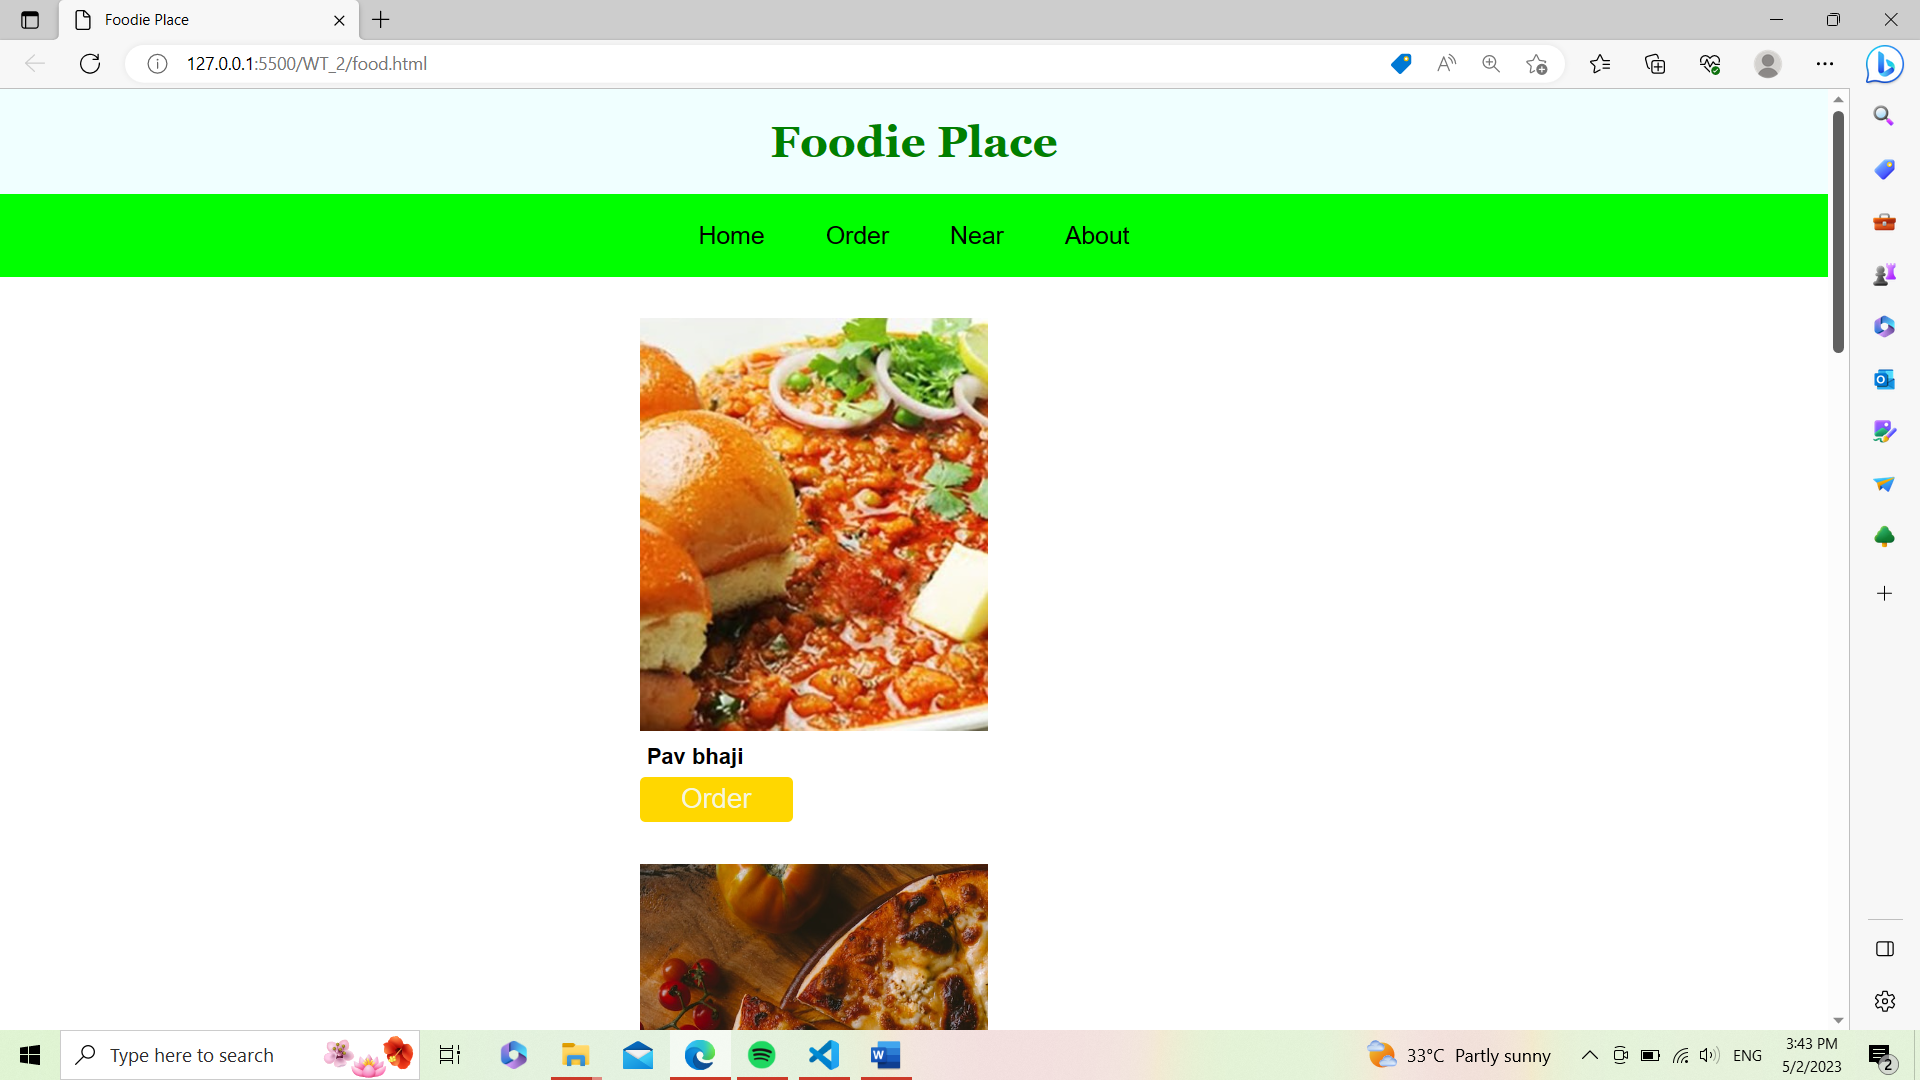 Foodie Place
127.0.0.1:5500/WT_2/food.html
Foodie Place
Home Order Near About
Pav bhaji
Order
Type here to search
33°C Partly sunny
ENG
3:43 PM
5/2/2023
2